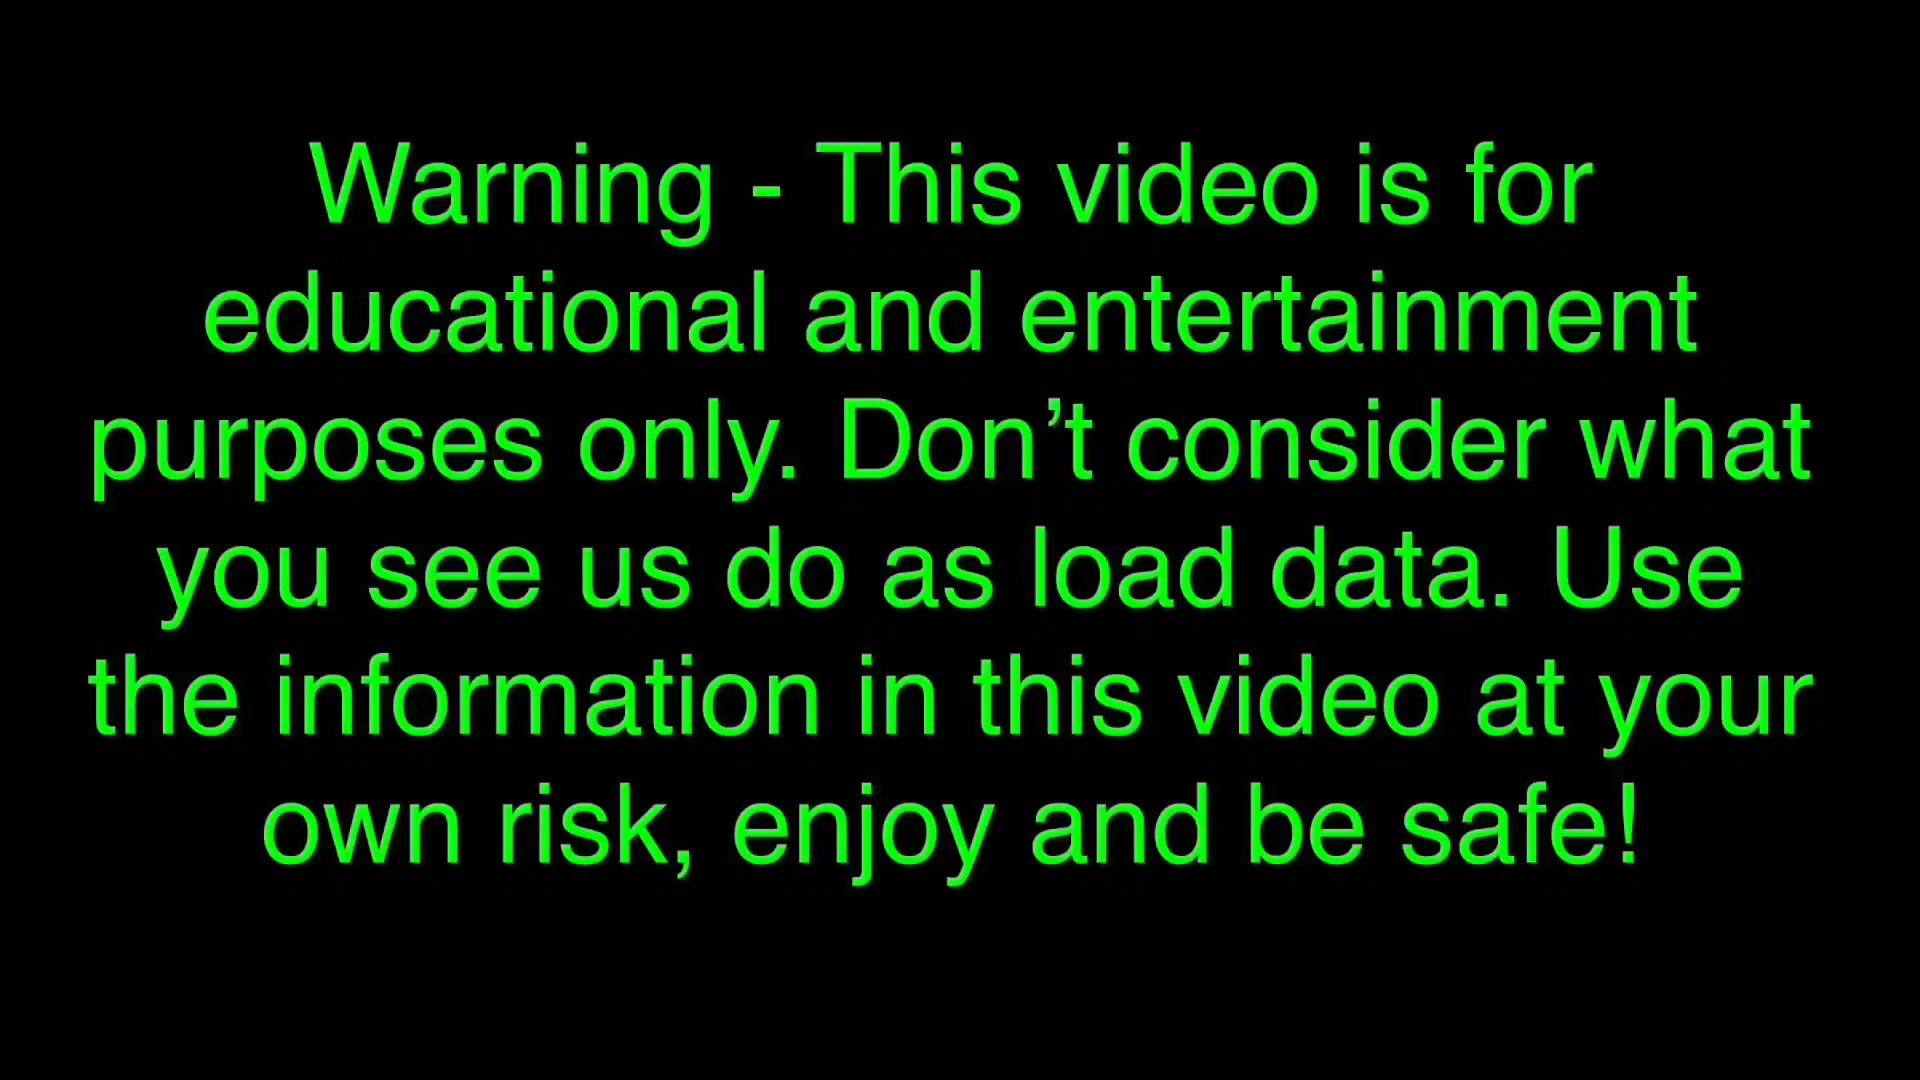 Warning - This video is for
educational and entertainment
purposes only. Don’t consider what
you see us do as load data. Use
the information in this video at your
own risk, enjoy and be safe!